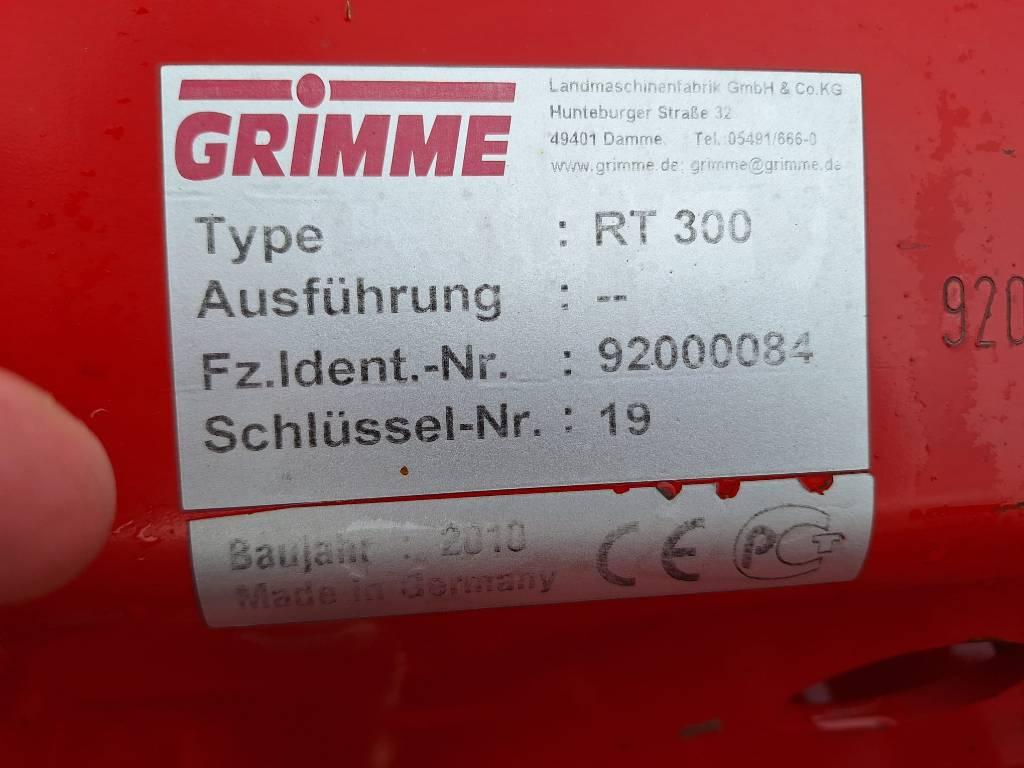 GRIMME
Landmaschinenfabrik GmbH & Co.KG
Hunteburger Straße 32
49401 Damme. Tel.:05491/666-0
www.grimme.de; grimme@grimme.de
Type : RT 300
Ausführung : --
Fz.Ident.-Nr. : 92000084
Schlüssel-Nr. : 19
920
Baujahr : 2010
Made in Germany
CE PCT